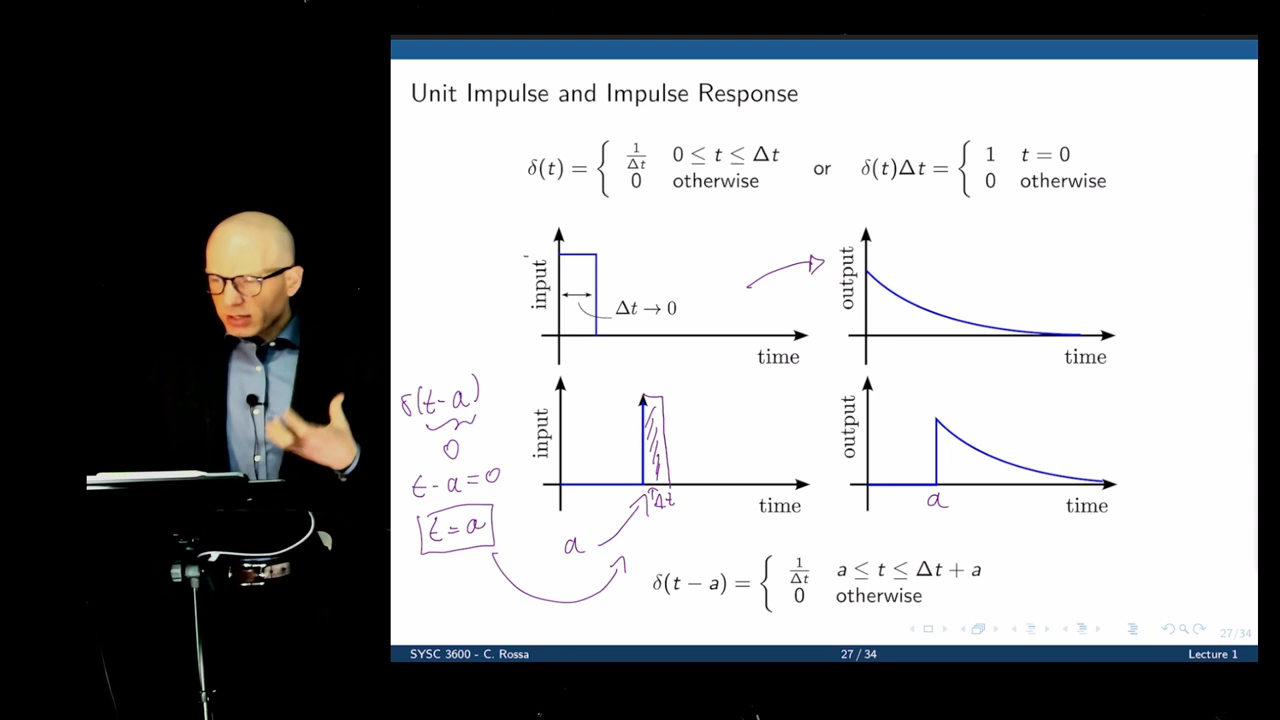 Unit Impulse and Impulse Response
δ(t) = { 1/Δt 0 ≤ t ≤ Δt
0 otherwise
or
δ(t)Δt = { 1 t = 0
0 otherwise
input
Δt → 0
time
output
time
δ(t-a)
0
t-a=0
t=a
input
Δt
time
a
output
a
time
δ(t − a) = { 1/Δt a ≤ t ≤ Δt + a
0 otherwise
27/34
SYSC 3600 - C. Rossa
27 / 34
Lecture 1